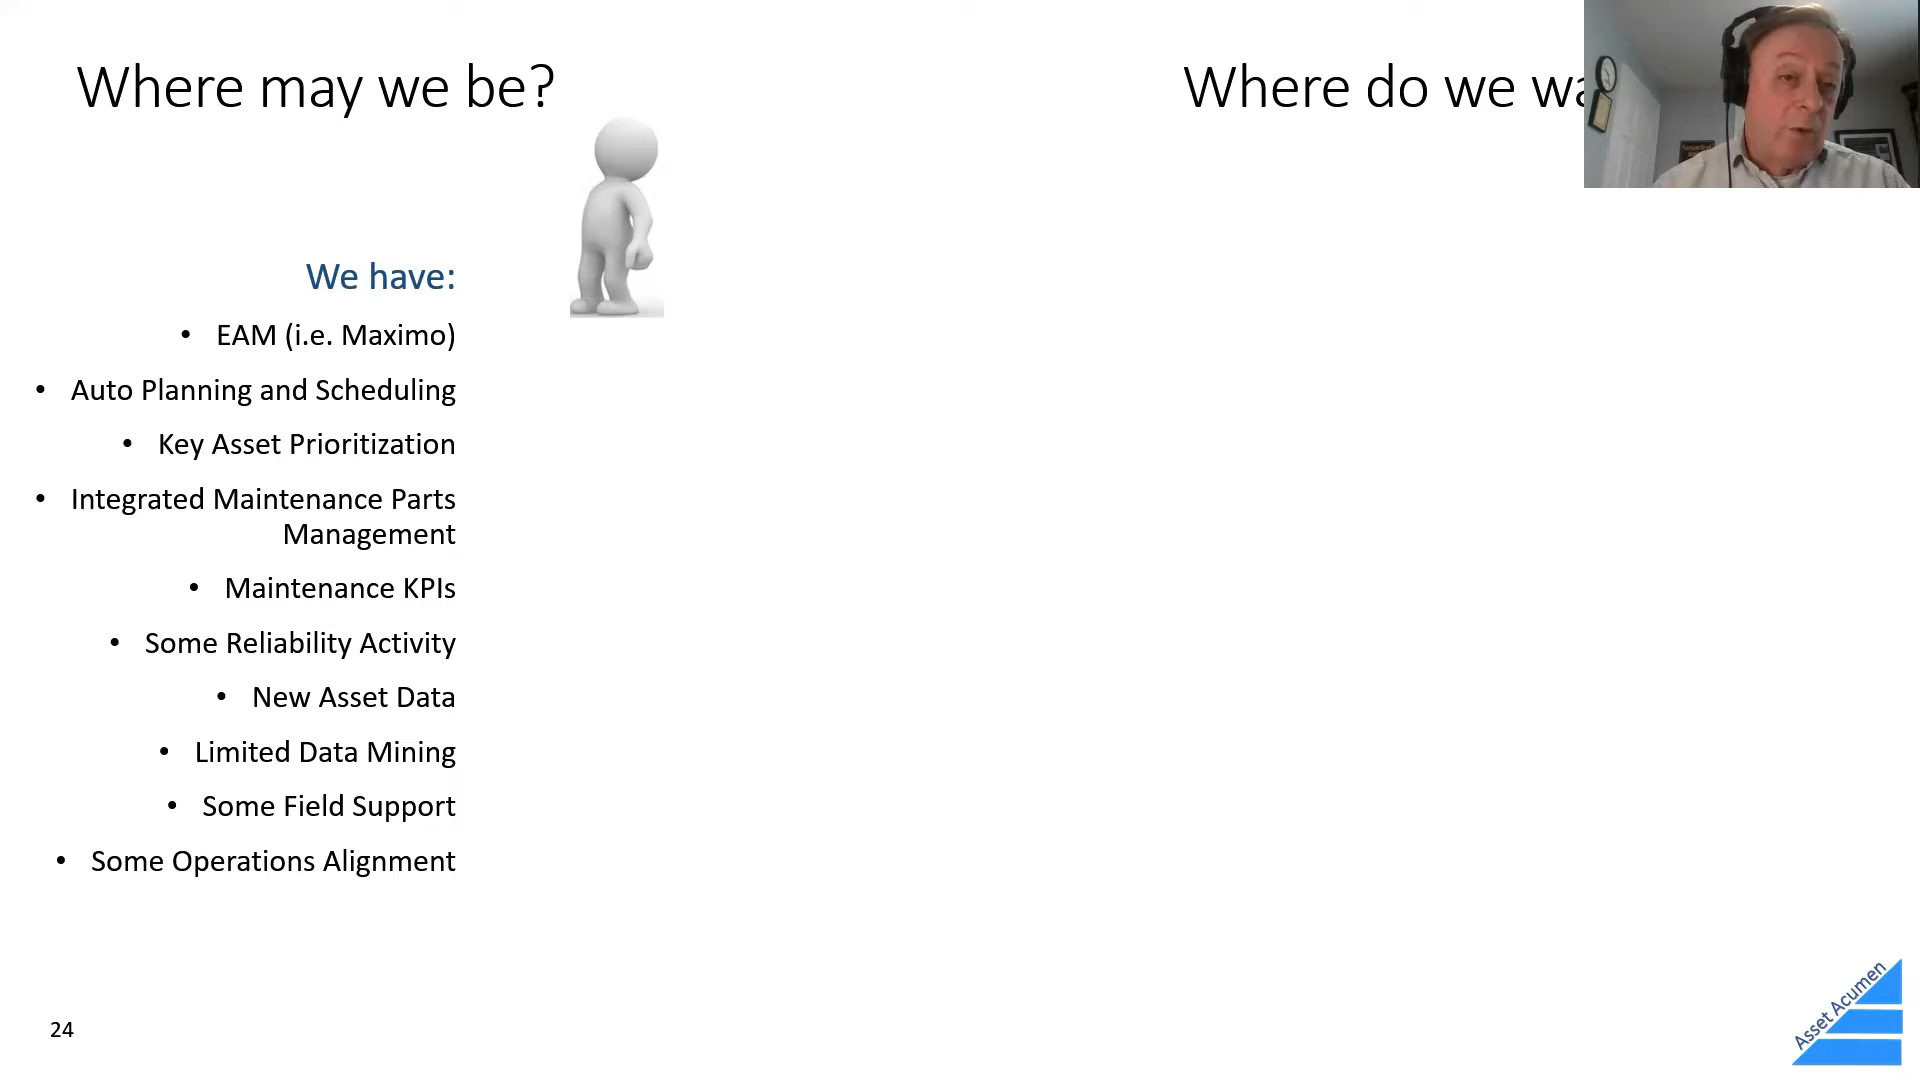 Where may we be?
Where do we wa
We have:
• EAM (i.e. Maximo)
• Auto Planning and Scheduling
• Key Asset Prioritization
• Integrated Maintenance Parts
Management
• Maintenance KPIs
• Some Reliability Activity
• New Asset Data
• Limited Data Mining
• Some Field Support
• Some Operations Alignment
24
Asset Acumen